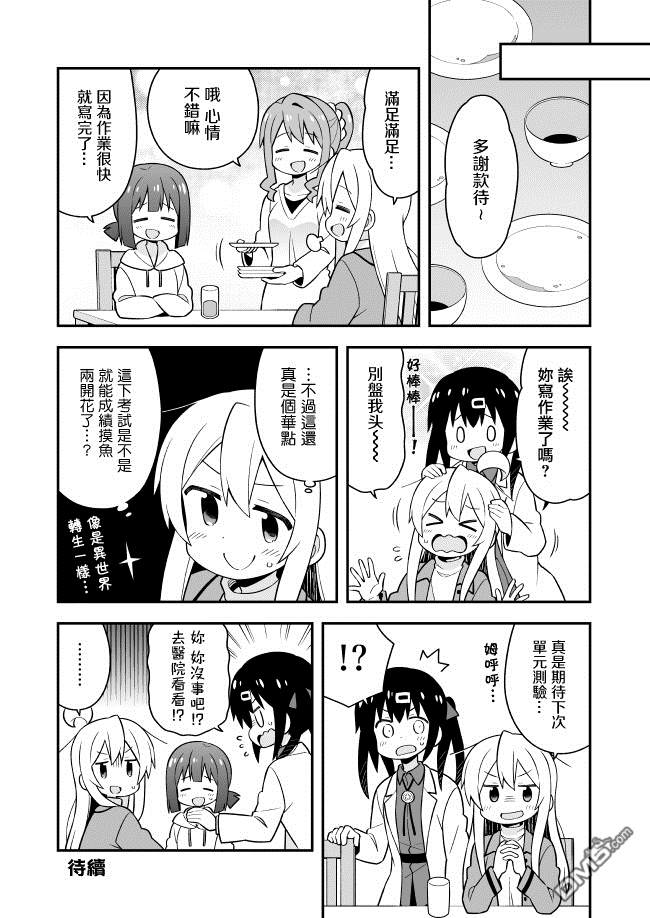 多謝款待~
滿足滿足…
哦 心情
不錯嘛
因為作業很快
就寫完了…
誒~~~~
妳寫作業了嗎?
好棒棒——!
別盤我头~~
…不過這還
真是個華點
這下考試是不是
就能成績摸魚
兩開花了…?
像是異世界
轉生一樣…
真是期待下次
單元測驗…
姆呼呼…
!?
妳 妳沒事吧!?
去醫院看看!?
………
待續
DM5.com